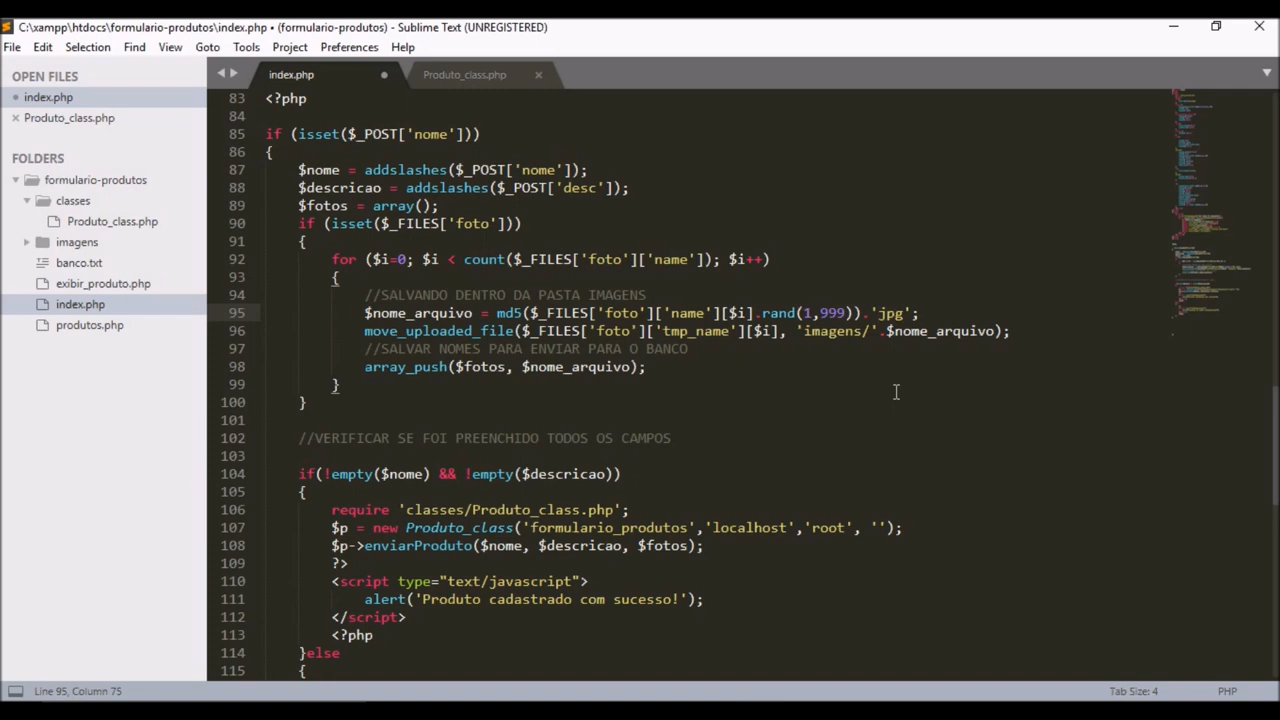 C:\xampp\htdocs\formulario-produtos\index.php • (formulario-produtos) - Sublime Text (UNREGISTERED)
File Edit Selection Find View Goto Tools Project Preferences Help
OPEN FILES
index.php
Produto_class.php
FOLDERS
formulario-produtos
classes
Produto_class.php
imagens
banco.txt
exibir_produto.php
index.php
produtos.php
index.php Produto_class.php
83 <?php
84
85 if (isset($_POST['nome']))
86 {
87 $nome = addslashes($_POST['nome']);
88 $descricao = addslashes($_POST['desc']);
89 $fotos = array();
90 if (isset($_FILES['foto']))
91 {
92 for ($i=0; $i < count($_FILES['foto']['name']); $i++)
93 {
94 //SALVANDO DENTRO DA PASTA IMAGENS
95 $nome_arquivo = md5($_FILES['foto']['name'][$i].rand(1,999)).'jpg';
96 move_uploaded_file($_FILES['foto']['tmp_name'][$i], 'imagens/'.$nome_arquivo);
97 //SALVAR NOMES PARA ENVIAR PARA O BANCO
98 array_push($fotos, $nome_arquivo);
99 }
100 }
101
102 //VERIFICAR SE FOI PREENCHIDO TODOS OS CAMPOS
103
104 if(!empty($nome) && !empty($descricao))
105 {
106 require 'classes/Produto_class.php';
107 $p = new Produto_class('formulario_produtos','localhost','root', '');
108 $p->enviarProduto($nome, $descricao, $fotos);
109 ?>
110 <script type="text/javascript">
111 alert('Produto cadastrado com sucesso!');
112 </script>
113 <?php
114 }else
115 {
Line 95, Column 75 Tab Size: 4 PHP